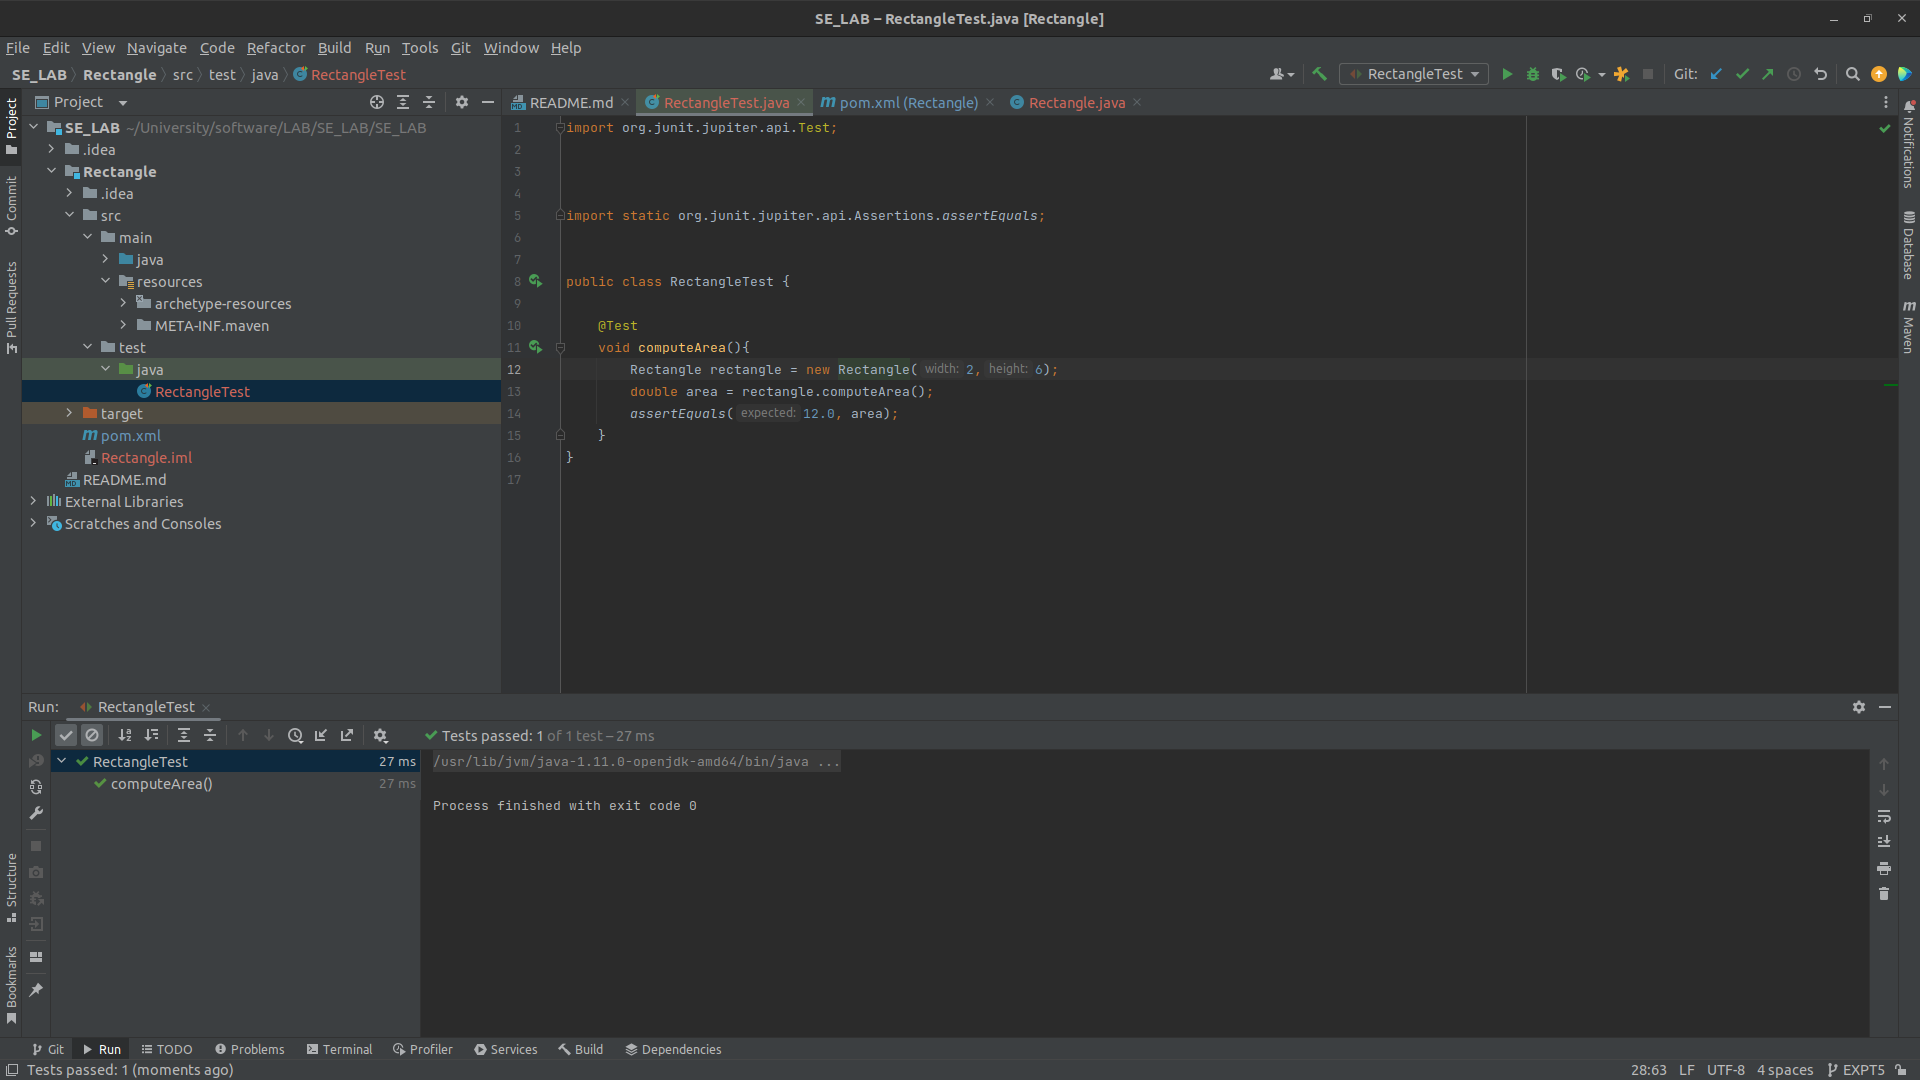 SE_LAB – RectangleTest.java [Rectangle]
File Edit View Navigate Code Refactor Build Run Tools Git Window Help
SE_LAB Rectangle src test java RectangleTest
RectangleTest Git:
Project
README.md RectangleTest.java pom.xml (Rectangle) Rectangle.java
Project
Commit
Pull Requests
Structure
Bookmarks
SE_LAB ~/University/software/LAB/SE_LAB/SE_LAB
.idea
Rectangle
.idea
src
main
java
resources
archetype-resources
META-INF.maven
test
java
RectangleTest
target
pom.xml
Rectangle.iml
README.md
External Libraries
Scratches and Consoles
1 import org.junit.jupiter.api.Test;
2
3
4
5 import static org.junit.jupiter.api.Assertions.assertEquals;
6
7
8 public class RectangleTest {
9
10 @Test
11 void computeArea(){
12 Rectangle rectangle = new Rectangle( width: 2, height: 6);
13 double area = rectangle.computeArea();
14 assertEquals( expected: 12.0, area);
15 }
16 }
17
Notifications
Database
Maven
Run: RectangleTest
Tests passed: 1 of 1 test – 27 ms
RectangleTest 27 ms
computeArea() 27 ms
/usr/lib/jvm/java-1.11.0-openjdk-amd64/bin/java ...
Process finished with exit code 0
Git Run TODO Problems Terminal Profiler Services Build Dependencies
Tests passed: 1 (moments ago)
28:63 LF UTF-8 4 spaces EXPT5